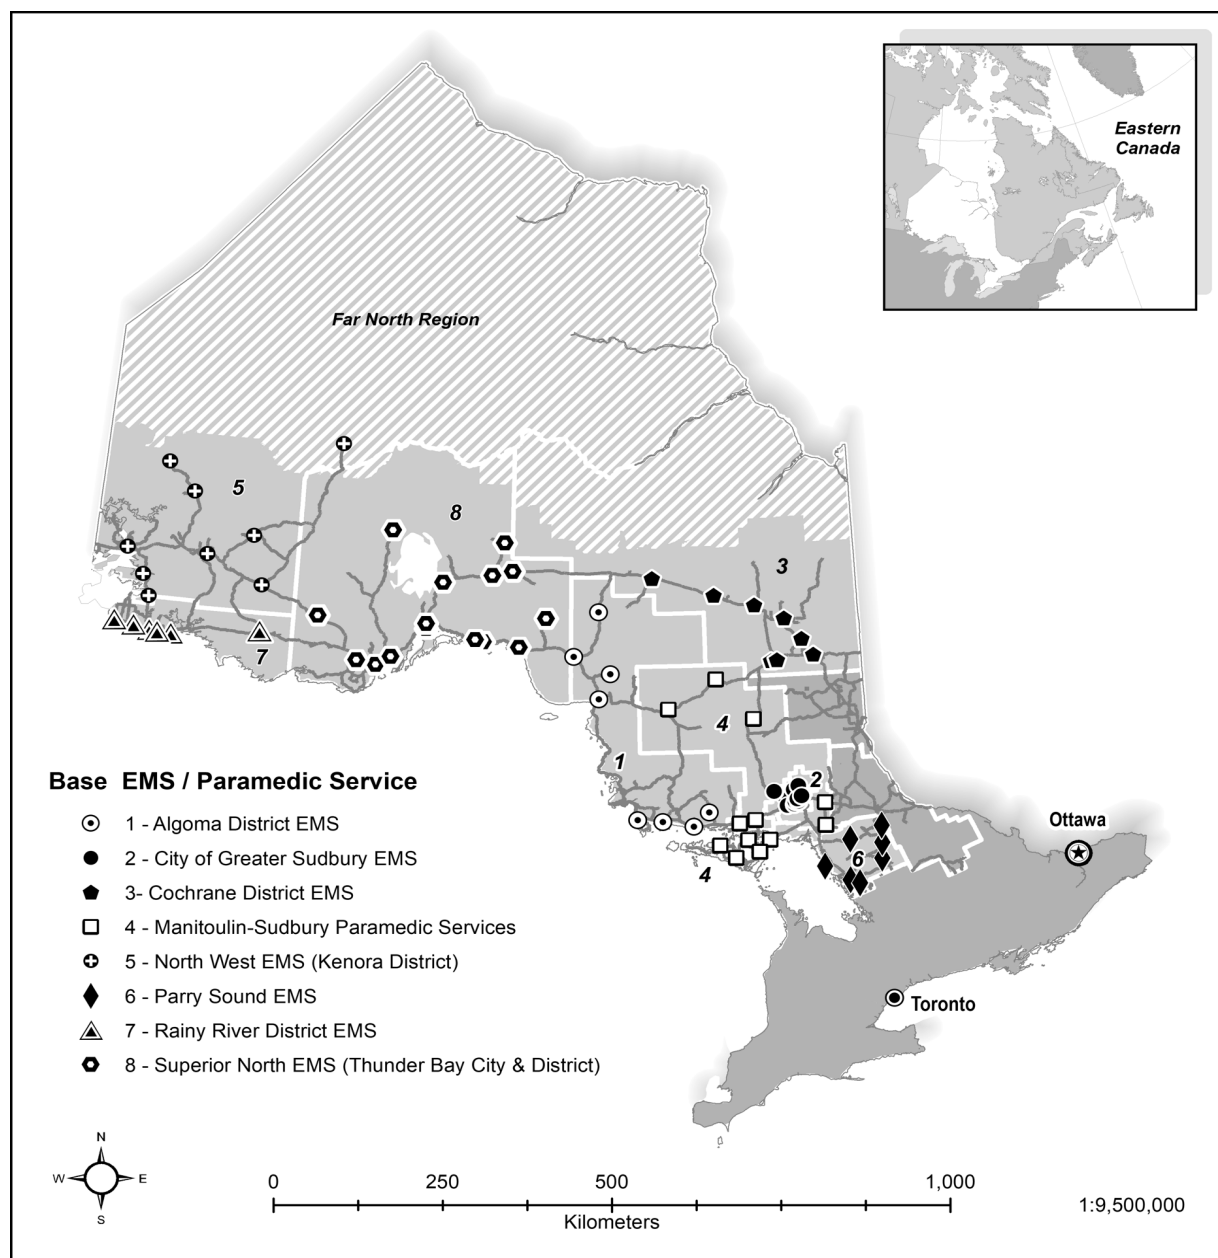 Eastern
Canada
Far North Region
5
8
3
7
4
1
2
Ottawa
6
4
Toronto
Base EMS / Paramedic Service
1 - Algoma District EMS
2 - City of Greater Sudbury EMS
3- Cochrane District EMS
4 - Manitoulin-Sudbury Paramedic Services
5 - North West EMS (Kenora District)
6 - Parry Sound EMS
7 - Rainy River District EMS
8 - Superior North EMS (Thunder Bay City & District)
N
W E
S
0 250 500 1,000
Kilometers
1:9,500,000